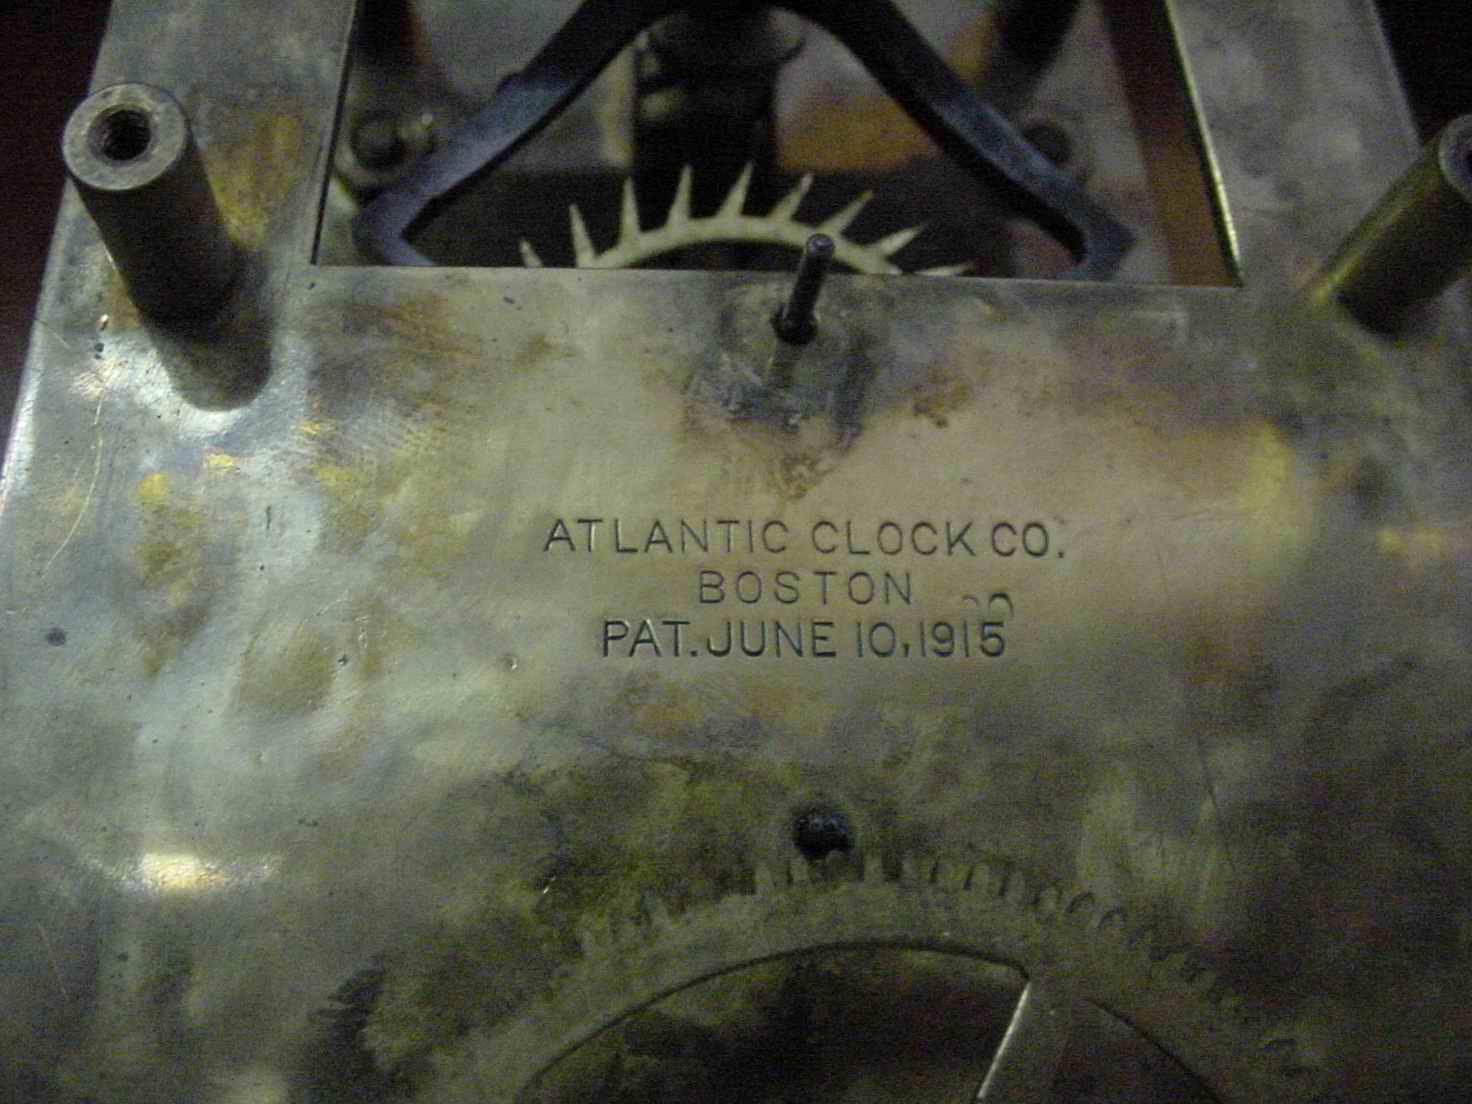 ATLANTIC CLOCK CO.
BOSTON
PAT. JUNE 10, 1915